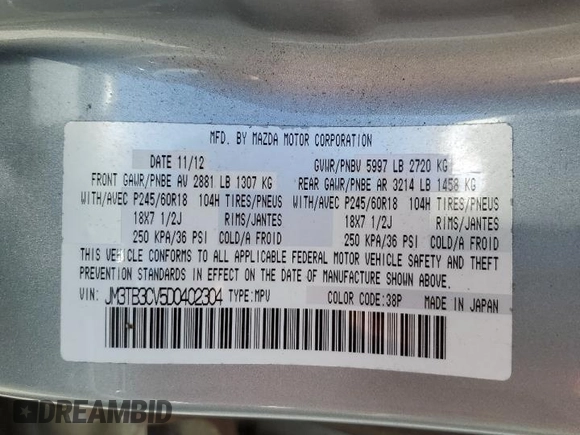 MFD. BY MAZDA MOTOR CORPORATION
DATE 11/12 GVWR/PNBV 5997 LB 2720 KG
FRONT GAWR/PNBE AV 2881 LB 1307 KG REAR GAWR/PNBE AR 3214 LB 1458 KG
WITH/AVEC P245/60R18 104H TIRES/PNEUS WITH/AVEC P245/60R18 104H TIRES/PNEUS
18X7 1/2J RIMS/JANTES 18X7 1/2J RIMS/JANTES
250 KPA/36 PSI COLD/A FROID 250 KPA/36 PSI COLD/A FROID
THIS VEHICLE CONFORMS TO ALL APPLICABLE FEDERAL MOTOR VEHICLE SAFETY AND THEFT
PREVENTION STANDARDS IN EFFECT ON THE DATE OF MANUFACTURE SHOWN ABOVE.
VIN: JM3TB3CV5D0402304 TYPE:MPV COLOR CODE:38P MADE IN JAPAN
DREAMBID